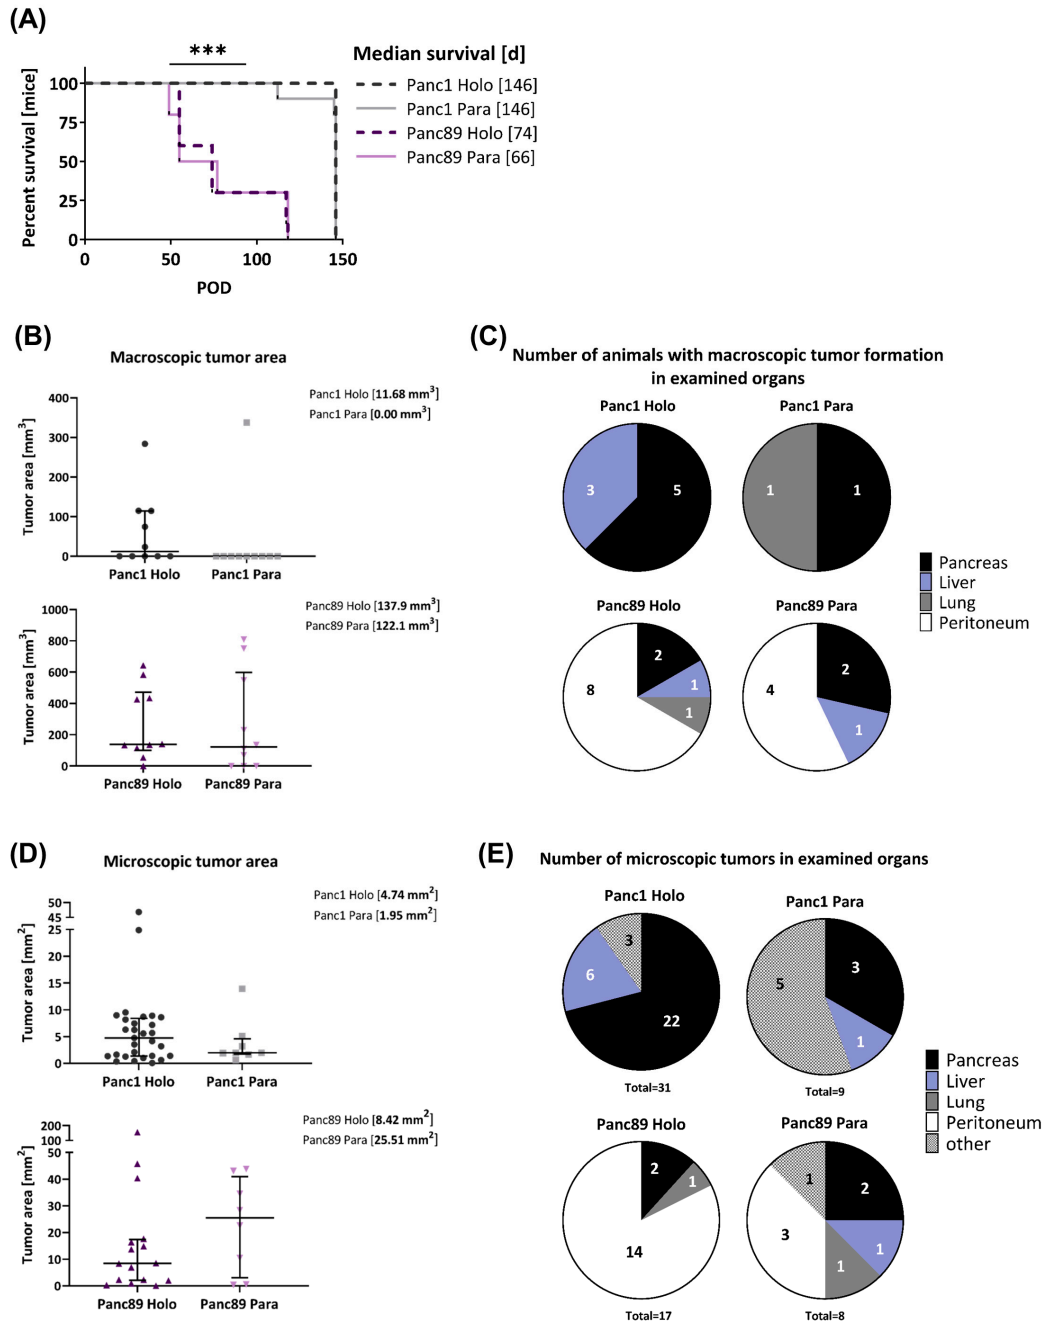 (A)
***
Median survival [d]
Panc1 Holo [146]
Panc1 Para [146]
Panc89 Holo [74]
Panc89 Para [66]
Percent survival [mice]
100
75
50
25
0
0
50
100
150
POD
(B)
Macroscopic tumor area
Panc1 Holo [11.68 mm³]
Panc1 Para [0.00 mm³]
Tumor area [mm³]
400
300
200
100
0
Panc1 Holo
Panc1 Para
Panc89 Holo [137.9 mm³]
Panc89 Para [122.1 mm³]
Tumor area [mm³]
1000
800
600
400
200
0
Panc89 Holo
Panc89 Para
(C)
Number of animals with macroscopic tumor formation
in examined organs
Panc1 Holo
3
5
Panc1 Para
1
1
Panc89 Holo
2
1
1
8
Panc89 Para
2
1
4
Pancreas
Liver
Lung
Peritoneum
(D)
Microscopic tumor area
Panc1 Holo [4.74 mm²]
Panc1 Para [1.95 mm²]
Tumor area [mm²]
50
45
25
20
15
10
5
0
Panc1 Holo
Panc1 Para
Panc89 Holo [8.42 mm²]
Panc89 Para [25.51 mm²]
Tumor area [mm²]
200
100
50
40
30
20
10
0
Panc89 Holo
Panc89 Para
(E)
Number of microscopic tumors in examined organs
Panc1 Holo
3
6
22
Total=31
Panc1 Para
3
5
1
Total=9
Panc89 Holo
2
1
14
Total=17
Panc89 Para
1
2
3
1
1
Total=8
Pancreas
Liver
Lung
Peritoneum
other